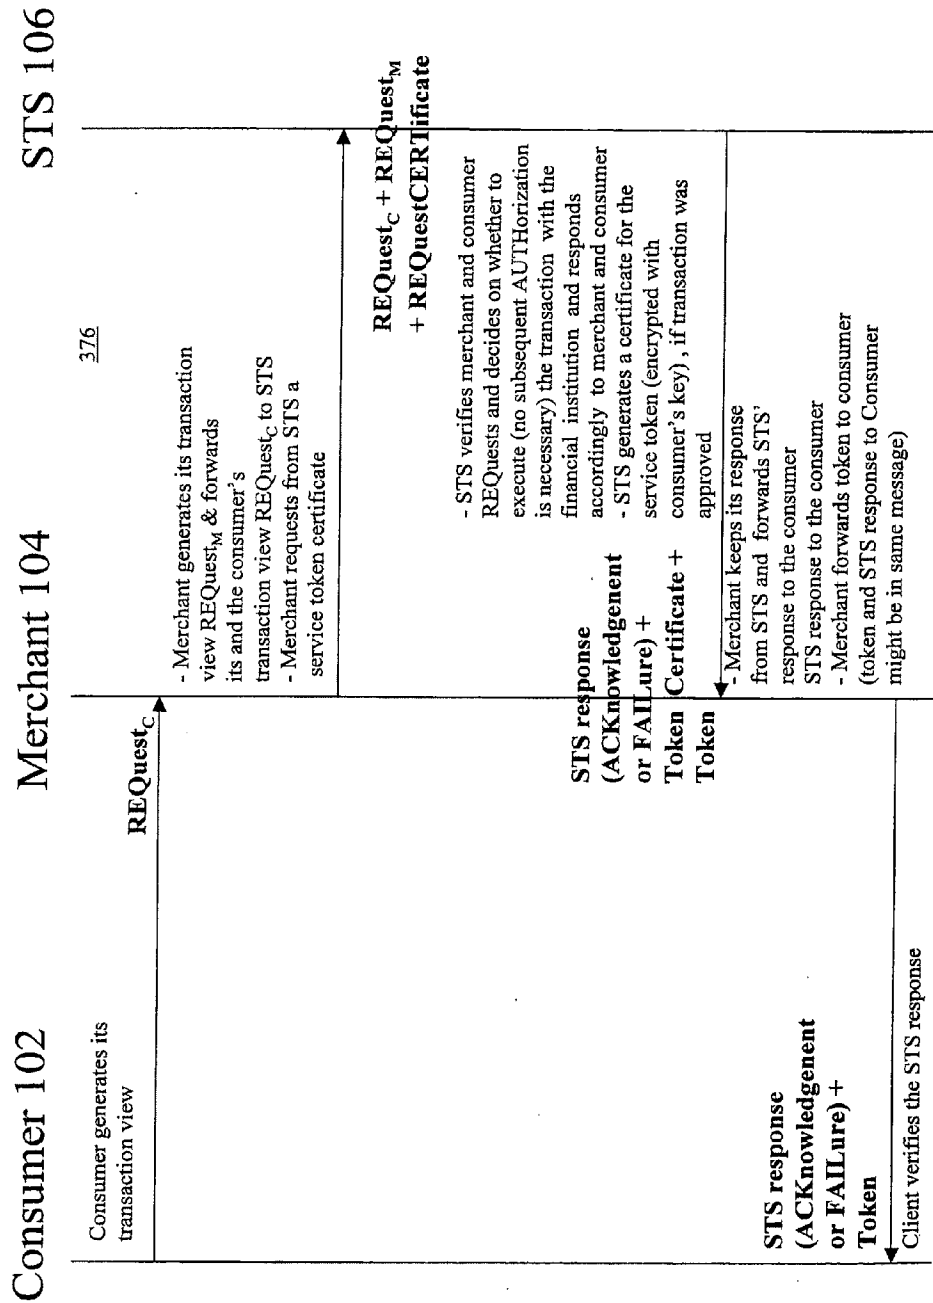 Consumer 102
Merchant 104
STS 106
376
Consumer generates its
transaction view
REQuest_C
- Merchant generates its transaction
view REQuest_M & forwards
its and the consumer's
transaction view REQuest_C to STS
- Merchant requests from STS a
service token certificate
REQuest_C + REQuest_M
+ REQuestCERTificate
- STS verifies merchant and consumer
REQuests and decides on whether to
execute (no subsequent AUTHorization
is necessary) the transaction with the
financial institution and responds
accordingly to merchant and consumer
- STS generates a certificate for the
service token (encrypted with
consumer's key), if transaction was
approved
STS response
(ACKnowledgenent
or FAILure) +
Token Certificate +
Token
- Merchant keeps its response
from STS and forwards STS'
response to the consumer
STS response to the consumer
- Merchant forwards token to consumer
(token and STS response to Consumer
might be in same message)
STS response
(ACKnowledgenent
or FAILure) +
Token
Client verifies the STS response